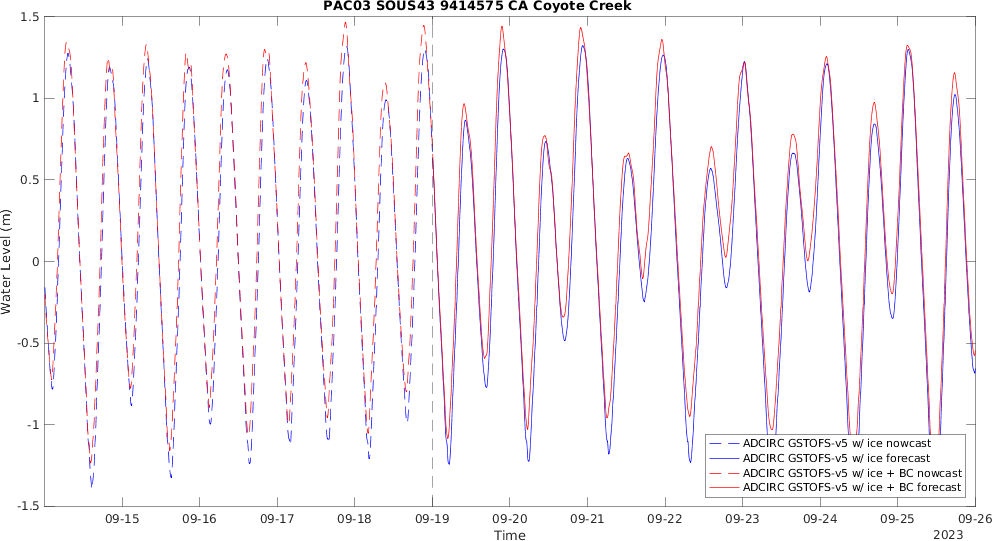 PAC03 SOUS43 9414575 CA Coyote Creek
1.5
1
0.5
0
-0.5
-1
-1.5
Water Level (m)
09-15
09-16
09-17
09-18
09-19
09-20
09-21
09-22
09-23
09-24
09-25
09-26
Time
2023
ADCIRC GSTOFS-v5 w/ ice nowcast
ADCIRC GSTOFS-v5 w/ ice forecast
ADCIRC GSTOFS-v5 w/ ice + BC nowcast
ADCIRC GSTOFS-v5 w/ ice + BC forecast